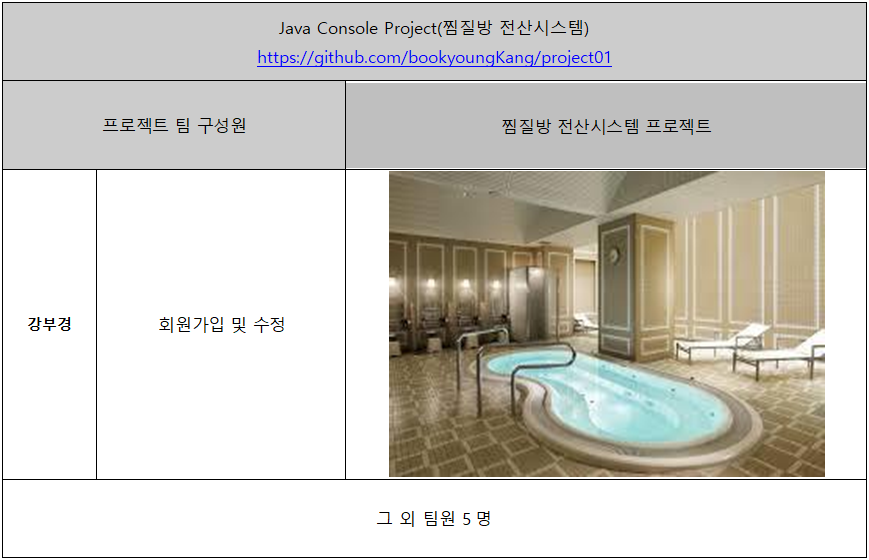 Java Console Project(찜질방 전산시스템)
https://github.com/bookyoungKang/project01
프로젝트 팀 구성원
찜질방 전산시스템 프로젝트
강부경
회원가입 및 수정
그 외 팀원 5 명